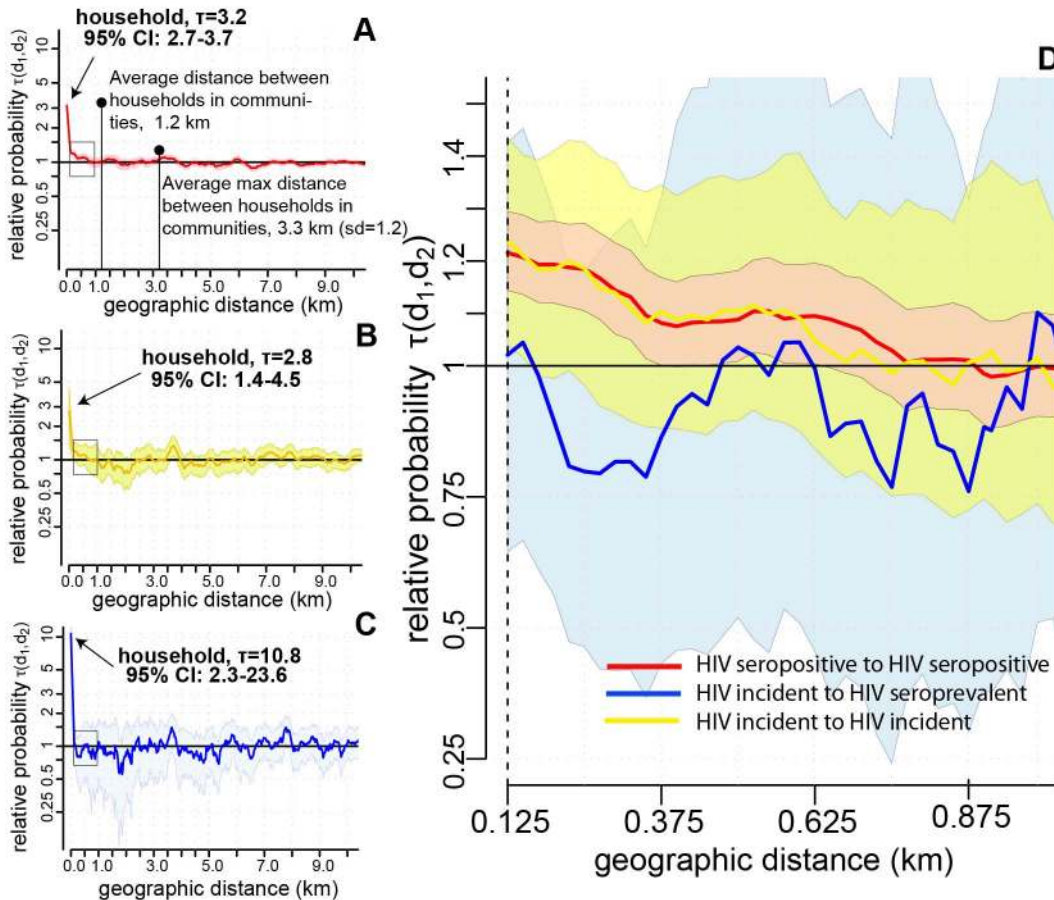 household, τ=3.2
95% CI: 2.7-3.7
A
Average distance between
households in communi-
ties, 1.2 km
Average max distance
between households in
communities, 3.3 km (sd=1.2)
relative probability τ(d1,d2)
10
5
3
2
1
0.5
0.25
0.0 1.0 3.0 5.0 7.0 9.0
geographic distance (km)
B
household, τ=2.8
95% CI: 1.4-4.5
relative probability τ(d1,d2)
10
5
3
2
1
0.5
0.25
0.0 1.0 3.0 5.0 7.0 9.0
geographic distance (km)
C
household, τ=10.8
95% CI: 2.3-23.6
relative probability τ(d1,d2)
10
5
2
1
0.5
0.25
0.0 1.0 3.0 5.0 7.0 9.0
geographic distance (km)
D
relative probability τ(d1,d2)
1.4
1.2
1
0.75
0.5
0.25
HIV seropositive to HIV seropositive
HIV incident to HIV seroprevalent
HIV incident to HIV incident
0.125 0.375 0.625 0.875
geographic distance (km)